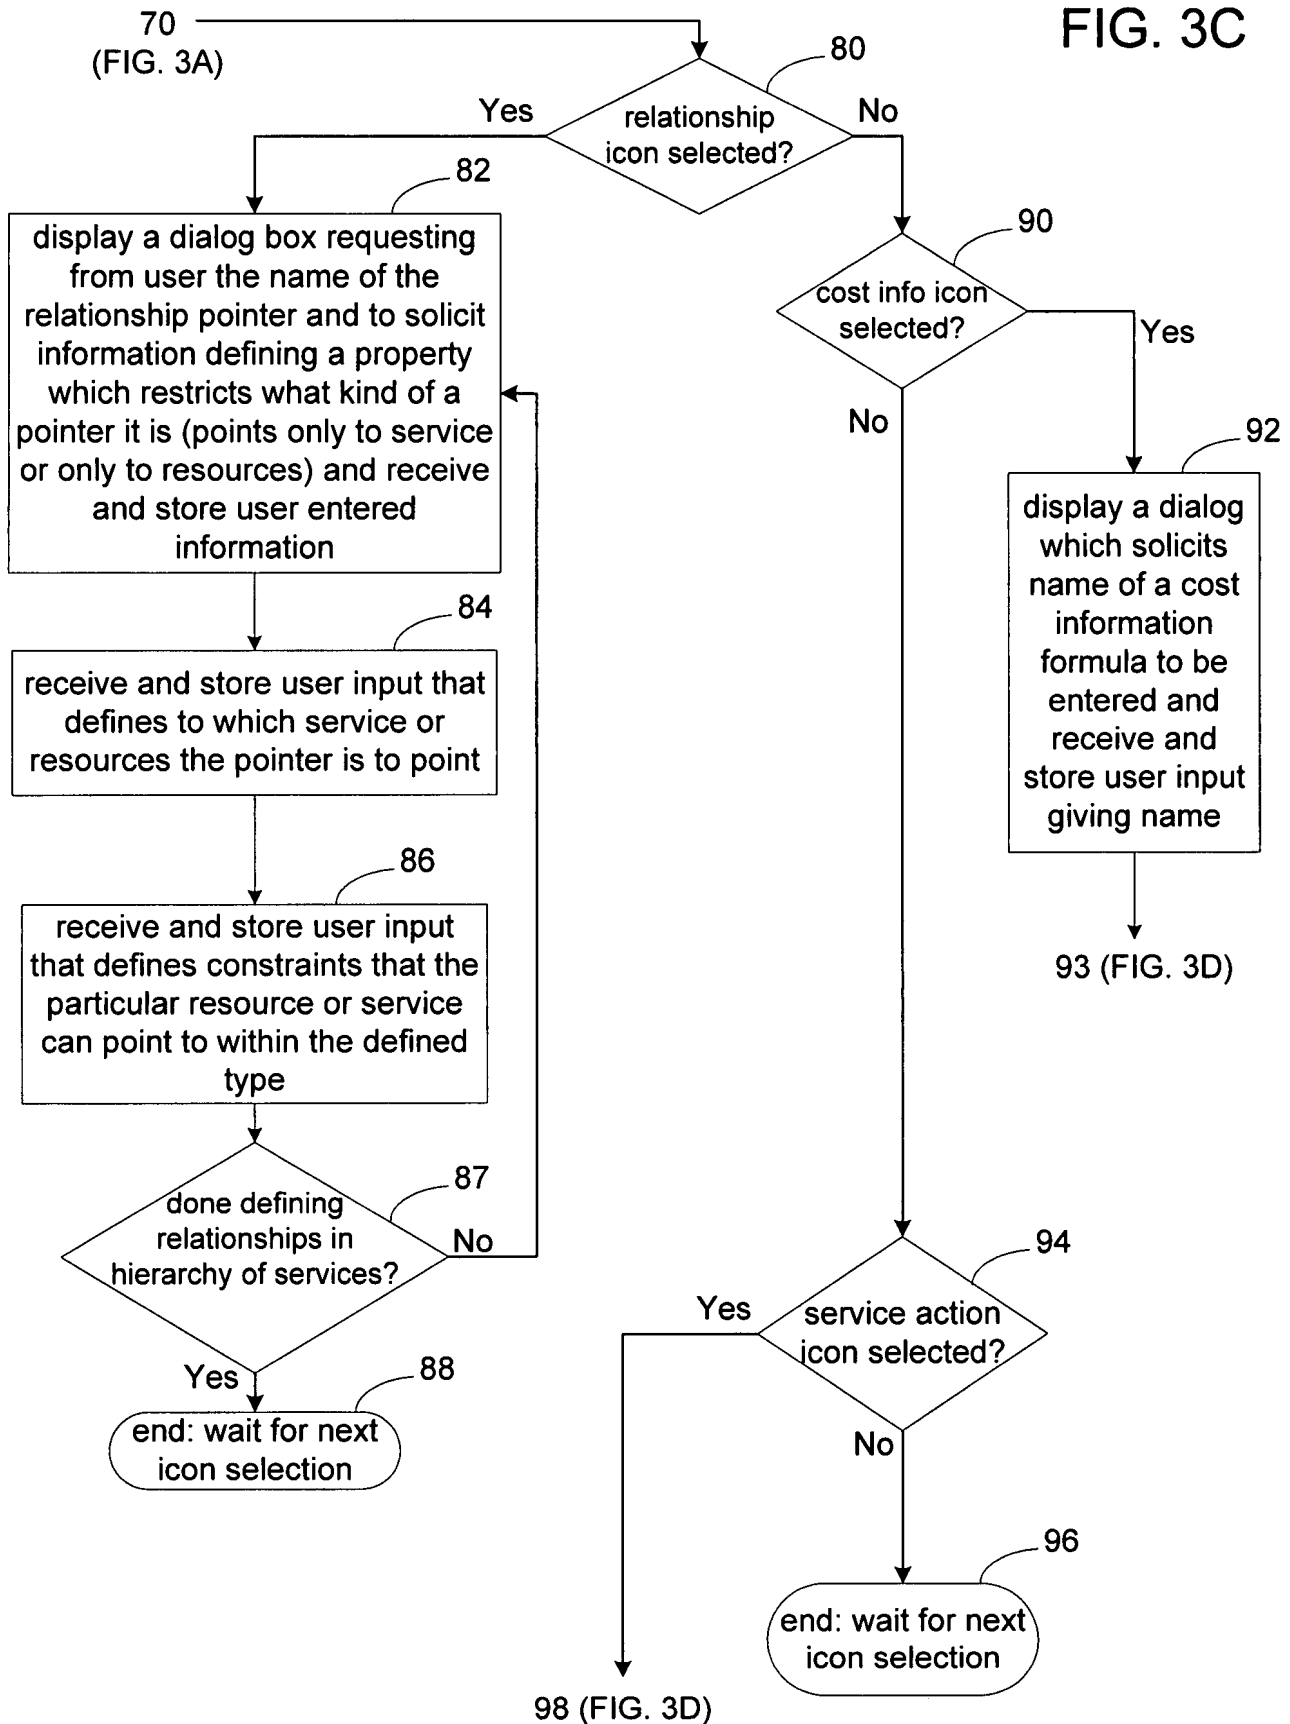 FIG. 3C
70
(FIG. 3A)
80
relationship
icon selected?
Yes
No
82
display a dialog box requesting
from user the name of the
relationship pointer and to solicit
information defining a property
which restricts what kind of a
pointer it is (points only to service
or only to resources) and receive
and store user entered
information
84
receive and store user input that
defines to which service or
resources the pointer is to point
86
receive and store user input
that defines constraints that the
particular resource or service
can point to within the defined
type
87
done defining
relationships in
hierarchy of services?
No
Yes
88
end: wait for next
icon selection
90
cost info icon
selected?
Yes
No
92
display a dialog
which solicits
name of a cost
information
formula to be
entered and
receive and
store user input
giving name
93 (FIG. 3D)
94
service action
icon selected?
Yes
No
96
end: wait for next
icon selection
98 (FIG. 3D)